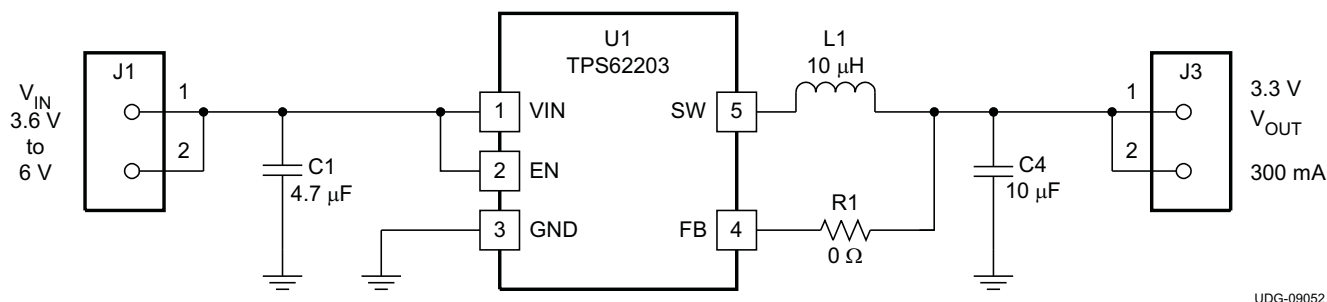 V_IN
3.6 V
to
6 V
J1
1
2
C1
4.7 μF
U1
TPS62203
1 VIN
2 EN
3 GND
SW 5
FB 4
L1
10 μH
R1
0 Ω
C4
10 μF
J3
1
2
3.3 V
V_OUT
300 mA
UDG-09052